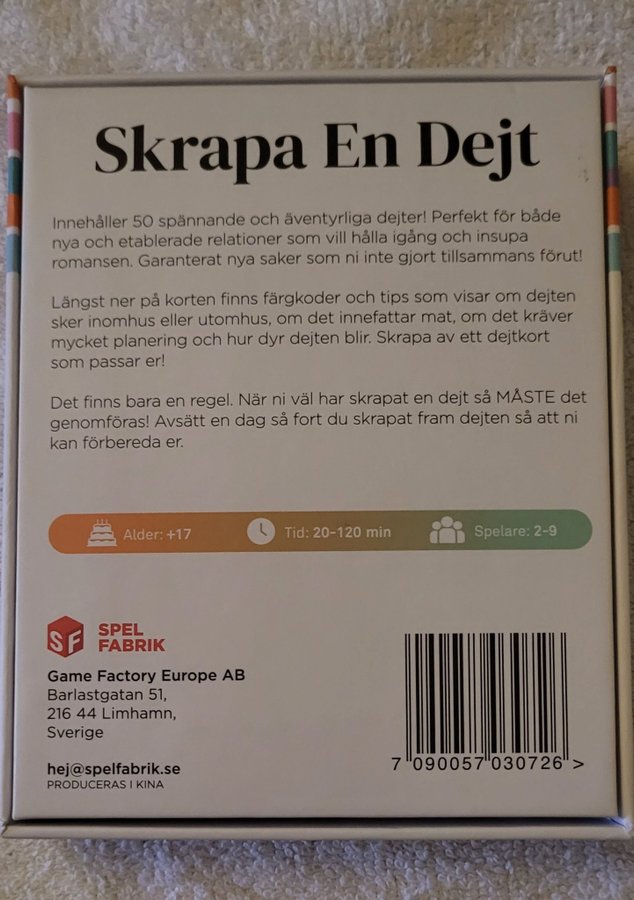 Skrapa En Dejt
Innehåller 50 spännande och äventyrliga dejter! Perfekt för både
nya och etablerade relationer som vill hålla igång och insupa
romansen. Garanterat nya saker som ni inte gjort tillsammans förut!
Längst ner på korten finns färgkoder och tips som visar om dejten
sker inomhus eller utomhus, om det innefattar mat, om det kräver
mycket planering och hur dyr dejten blir. Skrapa av ett dejtkort
som passar er!
Det finns bara en regel. När ni väl har skrapat en dejt så MÅSTE det
genomföras! Avsätt en dag så fort du skrapat fram dejten så att ni
kan förbereda er.
Alder: +17 Tid: 20-120 min Spelare: 2-9
SF SPEL
FABRIK
Game Factory Europe AB
Barlastgatan 51,
216 44 Limhamn,
Sverige
hej@spelfabrik.se
PRODUCERAS I KINA
7 090057 030726 >